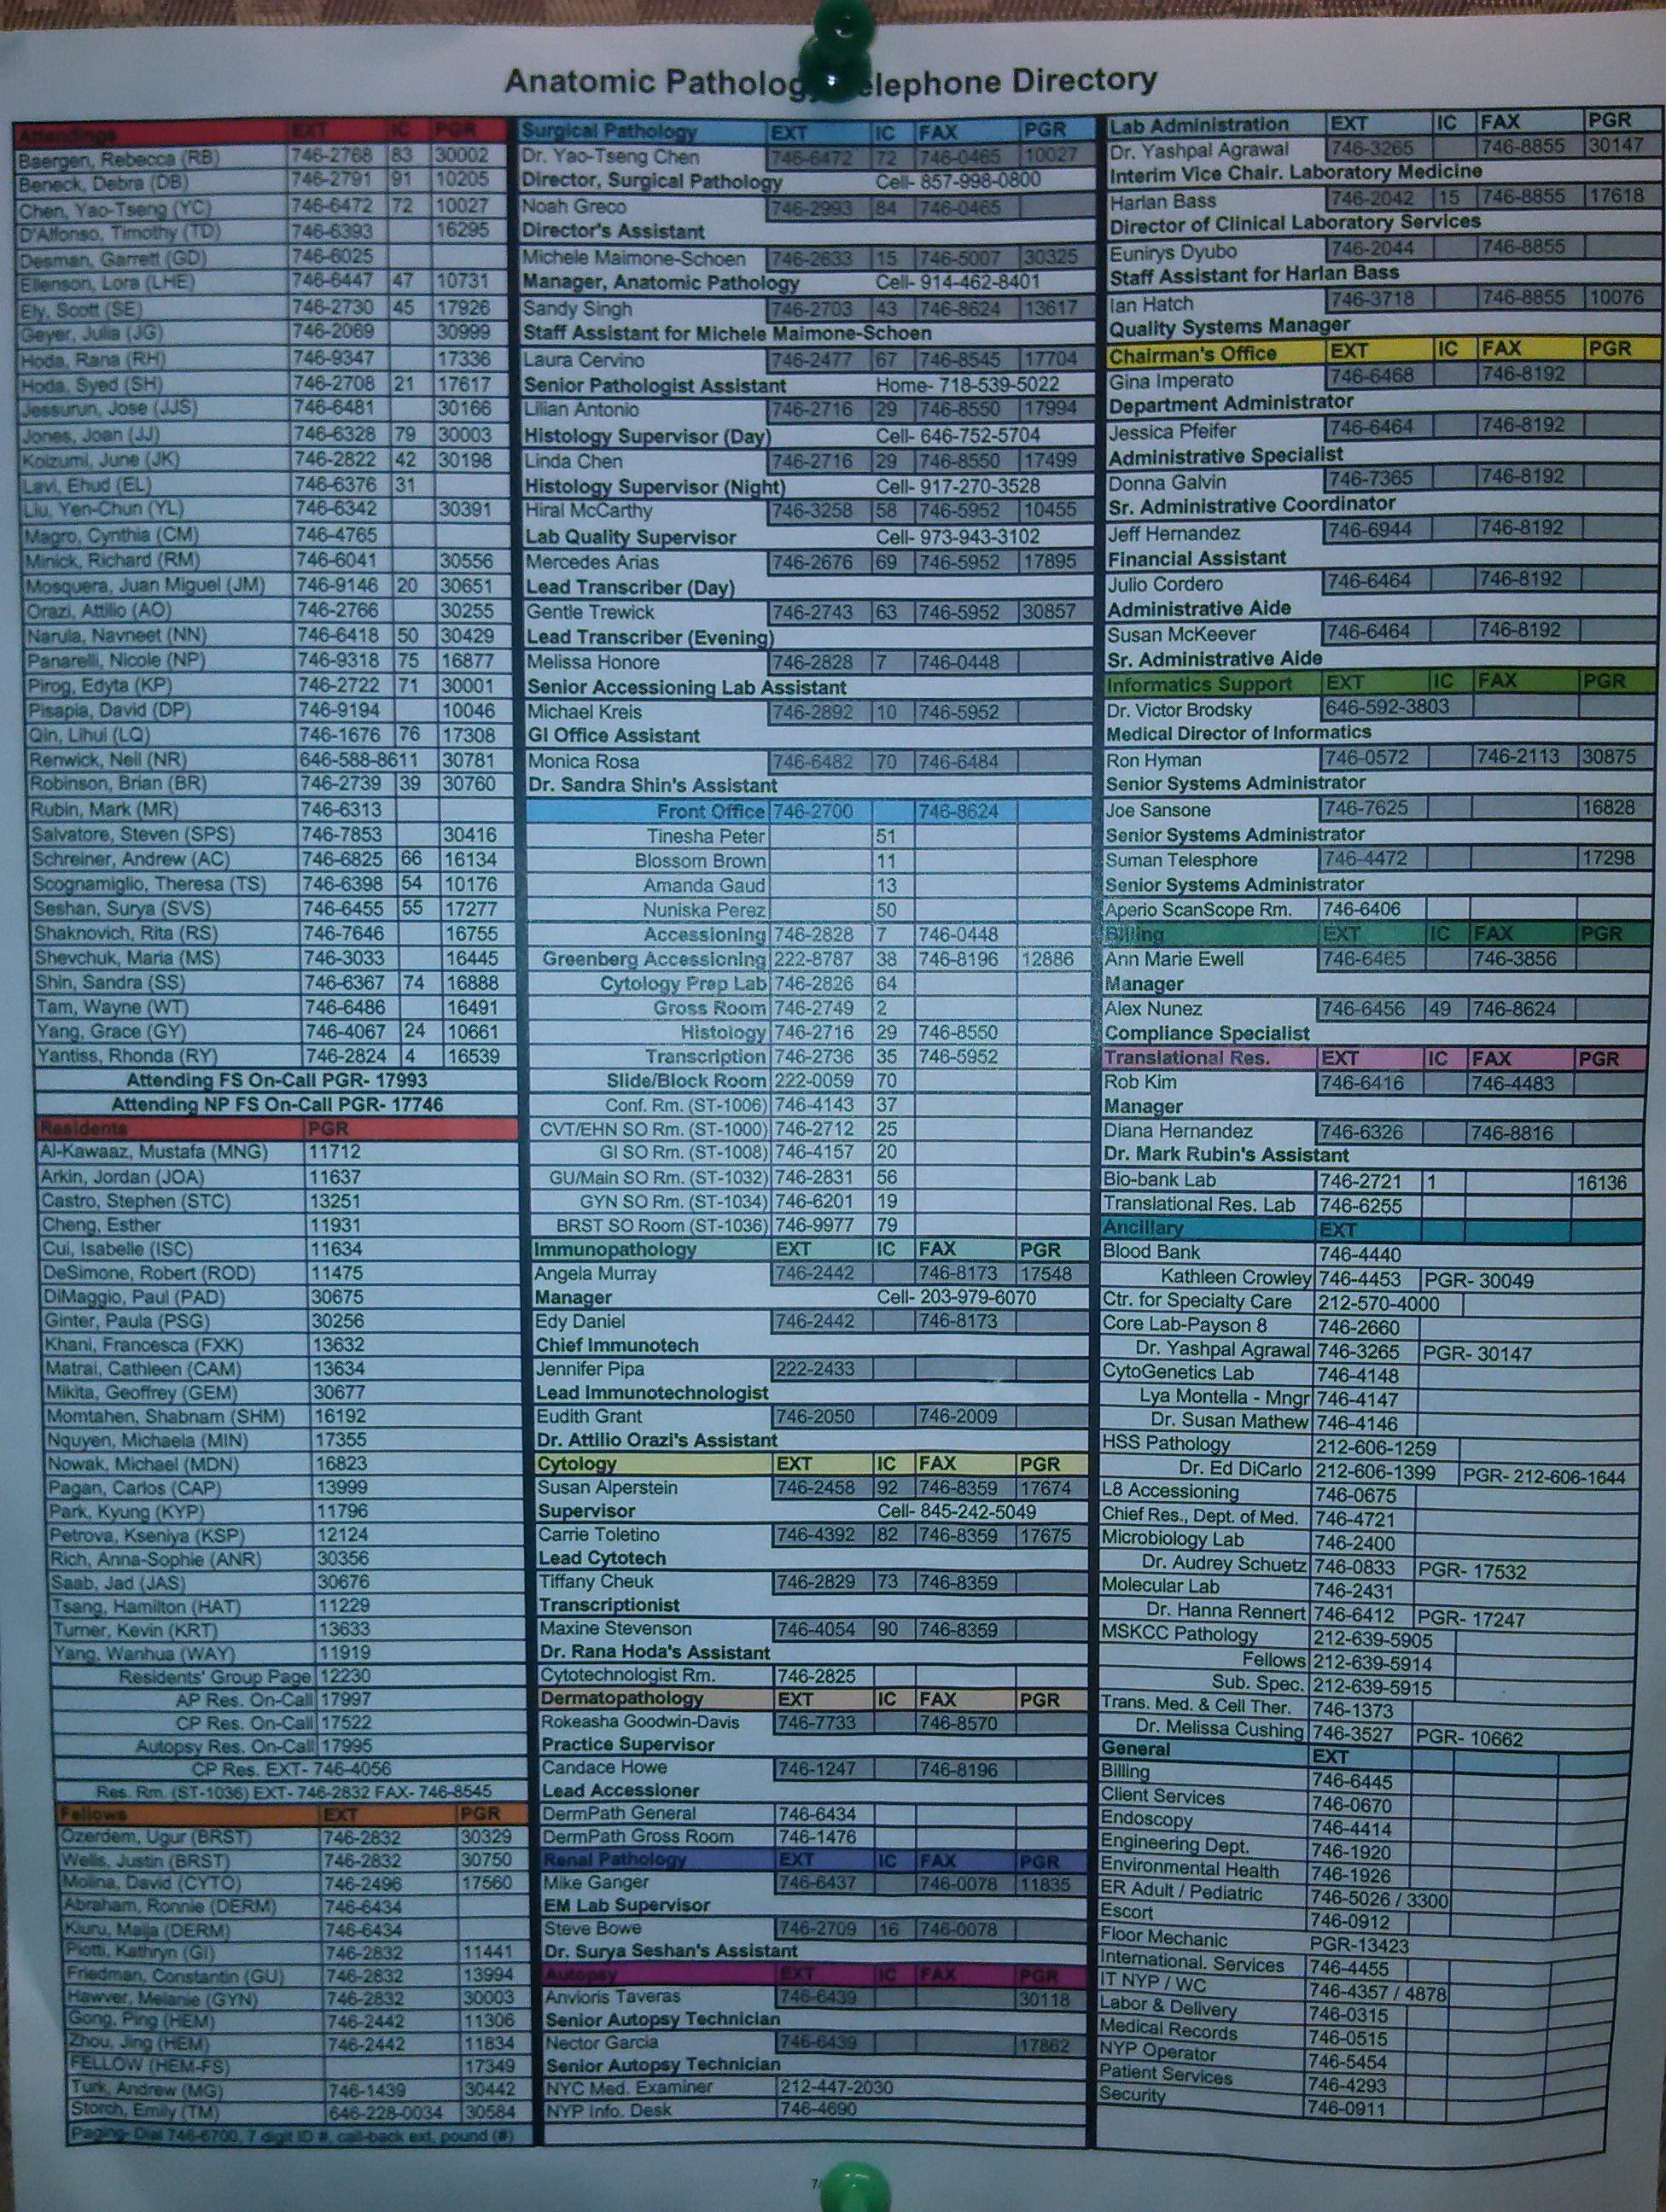 Anatomic Patholog elephone Directory
Attendings EXT IC PGR
Baergen, Rebecca (RB) 746-2768 83 30002
Beneck, Debra (DB) 746-2791 91 10205
Chen, Yao-Tseng (YC) 746-6472 72 10027
D'Alfonso, Timothy (TD) 746-6393 16295
Desman, Garrett (GD) 746-6025
Ellenson, Lora (LHE) 746-6447 47 10731
Ely, Scott (SE) 746-2730 45 17926
Geyer, Julia (JG) 746-2069 30999
Hoda, Rana (RH) 746-9347 17336
Hoda, Syed (SH) 746-2708 21 17617
Jessurun, Jose (JJS) 746-6481 30166
Jones, Joan (JJ) 746-6328 79 30003
Koizumi, June (JK) 746-2822 42 30198
Lavi, Ehud (EL) 746-6376 31
Liu, Yen-Chun (YL) 746-6342 30391
Magro, Cynthia (CM) 746-4765
Minick, Richard (RM) 746-6041 30556
Mosquera, Juan Miguel (JM) 746-9146 20 30651
Orazi, Attilio (AO) 746-2766 30255
Narula, Navneet (NN) 746-6418 50 30429
Panarelli, Nicole (NP) 746-9318 75 16877
Pirog, Edyta (KP) 746-2722 71 30001
Pisapia, David (DP) 746-9194 10046
Qin, Lihui (LQ) 746-1676 76 17308
Renwick, Neil (NR) 646-588-8611 30781
Robinson, Brian (BR) 746-2739 39 30760
Rubin, Mark (MR) 746-6313
Salvatore, Steven (SPS) 746-7853 30416
Schreiner, Andrew (AC) 746-6825 66 16134
Scognamiglio, Theresa (TS) 746-6398 54 10176
Seshan, Surya (SVS) 746-6455 55 17277
Shaknovich, Rita (RS) 746-7646 16755
Shevchuk, Maria (MS) 746-3033 16445
Shin, Sandra (SS) 746-6367 74 16888
Tam, Wayne (WT) 746-6486 16491
Yang, Grace (GY) 746-4067 24 10661
Yantiss, Rhonda (RY) 746-2824 4 16539
Attending FS On-Call PGR- 17993
Attending NP FS On-Call PGR- 17746
Residents PGR
Al-Kawaaz, Mustafa (MNG) 11712
Arkin, Jordan (JOA) 11637
Castro, Stephen (STC) 13251
Cheng, Esther 11931
Cui, Isabelle (ISC) 11634
DeSimone, Robert (ROD) 11475
DiMaggio, Paul (PAD) 30675
Ginter, Paula (PSG) 30256
Khani, Francesca (FXK) 13632
Matrai, Cathleen (CAM) 13634
Mikita, Geoffrey (GEM) 30677
Momtahen, Shabnam (SHM) 16192
Nguyen, Michaela (MIN) 17355
Nowak, Michael (MDN) 16823
Pagan, Carlos (CAP) 13999
Park, Kyung (KYP) 11796
Petrova, Kseniya (KSP) 12124
Rich, Anna-Sophie (ANR) 30356
Saab, Jad (JAS) 30676
Tsang, Hamilton (HAT) 11229
Turner, Kevin (KRT) 13633
Yang, Wanhua (WAY) 11919
Residents' Group Page 12230
AP Res. On-Call 17997
CP Res. On-Call 17522
Autopsy Res. On-Call 17995
CP Res. EXT- 746-4056
Res. Rm. (ST-1036) EXT- 746-2832 FAX- 746-8545
Fellows EXT PGR
Ozerdem, Ugur (BRST) 746-2832 30329
Wells, Justin (BRST) 746-2832 30750
Molina, David (CYTO) 746-2496 17560
Abraham, Ronnie (DERM) 746-6434
Kiuru, Maija (DERM) 746-6434
Piotti, Kathryn (GI) 746-2832 11441
Friedman, Constantin (GU) 746-2832 13994
Hawver, Melanie (GYN) 746-2832 30003
Gong, Ping (HEM) 746-2442 11306
Zhou, Jing (HEM) 746-2442 11834
FELLOW (HEM-FS) 17349
Turk, Andrew (MG) 746-1439 30442
Storch, Emily (TM) 646-228-0034 30584
Paging- Dial 746-6700, 7 digit ID #, call-back ext, pound (#)
Surgical Pathology EXT IC FAX PGR
Dr. Yao-Tseng Chen 746-6472 72 746-0465 10027
Director, Surgical Pathology Cell- 857-998-0800
Noah Greco 746-2993 84 746-0465
Director's Assistant
Michele Maimone-Schoen 746-2633 15 746-5007 30325
Manager, Anatomic Pathology Cell- 914-462-8401
Sandy Singh 746-2703 43 746-8624 13617
Staff Assistant for Michele Maimone-Schoen
Laura Cervino 746-2477 67 746-8545 17704
Senior Pathologist Assistant Home- 718-539-5022
Lilian Antonio 746-2716 29 746-8550 17994
Histology Supervisor (Day) Cell- 646-752-5704
Linda Chen 746-2716 29 746-8550 17499
Histology Supervisor (Night) Cell- 917-270-3528
Hiral McCarthy 746-3258 58 746-5952 10455
Lab Quality Supervisor Cell- 973-943-3102
Mercedes Arias 746-2676 69 746-5952 17895
Lead Transcriber (Day)
Gentle Trewick 746-2743 63 746-5952 30857
Lead Transcriber (Evening)
Melissa Honore 746-2828 7 746-0448
Senior Accessioning Lab Assistant
Michael Kreis 746-2892 10 746-5952
GI Office Assistant
Monica Rosa 746-6482 70 746-6484
Dr. Sandra Shin's Assistant
Front Office 746-2700 746-8624
Tinesha Peter 51
Blossom Brown 11
Amanda Gaud 13
Nuniska Perez 50
Accessioning 746-2828 7 746-0448
Greenberg Accessioning 222-8787 38 746-8196 12886
Cytology Prep Lab 746-2826 64
Gross Room 746-2749 2
Histology 746-2716 29 746-8550
Transcription 746-2736 35 746-5952
Slide/Block Room 222-0059 70
Conf. Rm. (ST-1006) 746-4143 37
CVT/EHN SO Rm. (ST-1000) 746-2712 25
GI SO Rm. (ST-1008) 746-4157 20
GU/Main SO Rm. (ST-1032) 746-2831 56
GYN SO Rm. (ST-1034) 746-6201 19
BRST SO Room (ST-1036) 746-9977 79
Immunopathology EXT IC FAX PGR
Angela Murray 746-2442 746-8173 17548
Manager Cell- 203-979-6070
Edy Daniel 746-2442 746-8173
Chief Immunotech
Jennifer Pipa 222-2433
Lead Immunotechnologist
Eudith Grant 746-2050 746-2009
Dr. Attilio Orazi's Assistant
Cytology EXT IC FAX PGR
Susan Alperstein 746-2458 92 746-8359 17674
Supervisor Cell- 845-242-5049
Carrie Toletino 746-4392 82 746-8359 17675
Lead Cytotech
Tiffany Cheuk 746-2829 73 746-8359
Transcriptionist
Maxine Stevenson 746-4054 90 746-8359
Dr. Rana Hoda's Assistant
Cytotechnologist Rm. 746-2825
Dermatopathology EXT IC FAX PGR
Rokeasha Goodwin-Davis 746-7733 746-8570
Practice Supervisor
Candace Howe 746-1247 746-8196
Lead Accessioner
DermPath General 746-6434
DermPath Gross Room 746-1476
Renal Pathology EXT IC FAX PGR
Mike Ganger 746-6437 746-0078 11835
EM Lab Supervisor
Steve Bowe 746-2709 16 746-0078
Dr. Surya Seshan's Assistant
Autopsy EXT IC FAX PGR
Anvioris Taveras 746-6439 30118
Senior Autopsy Technician
Nector Garcia 746-6439 17862
Senior Autopsy Technician
NYC Med. Examiner 212-447-2030
NYP Info. Desk 746-4690
Lab Administration EXT IC FAX PGR
Dr. Yashpal Agrawal 746-3265 746-8855 30147
Interim Vice Chair. Laboratory Medicine
Harlan Bass 746-2042 15 746-8855 17618
Director of Clinical Laboratory Services
Eunirys Dyubo 746-2044 746-8855
Staff Assistant for Harlan Bass
Ian Hatch 746-3718 746-8855 10076
Quality Systems Manager
Chairman's Office EXT IC FAX PGR
Gina Imperato 746-6468 746-8192
Department Administrator
Jessica Pfeifer 746-6464 746-8192
Administrative Specialist
Donna Galvin 746-7365 746-8192
Sr. Administrative Coordinator
Jeff Hernandez 746-6944 746-8192
Financial Assistant
Julio Cordero 746-6464 746-8192
Administrative Aide
Susan McKeever 746-6464 746-8192
Sr. Administrative Aide
Informatics Support EXT IC FAX PGR
Dr. Victor Brodsky 646-592-3803
Medical Director of Informatics
Ron Hyman 746-0572 746-2113 30875
Senior Systems Administrator
Joe Sansone 746-7625 16828
Senior Systems Administrator
Suman Telesphore 746-4472 17298
Senior Systems Administrator
Aperio ScanScope Rm. 746-6406
Billing EXT IC FAX PGR
Ann Marie Ewell 746-6465 746-3856
Manager
Alex Nunez 746-6456 49 746-8624
Compliance Specialist
Translational Res. EXT IC FAX PGR
Rob Kim 746-6416 746-4483
Manager
Diana Hernandez 746-6326 746-8816
Dr. Mark Rubin's Assistant
Bio-bank Lab 746-2721 1 16136
Translational Res. Lab 746-6255
Ancillary EXT
Blood Bank 746-4440
Kathleen Crowley 746-4453 PGR- 30049
Ctr. for Specialty Care 212-570-4000
Core Lab-Payson 8 746-2660
Dr. Yashpal Agrawal 746-3265 PGR- 30147
CytoGenetics Lab 746-4148
Lya Montella - Mngr 746-4147
Dr. Susan Mathew 746-4146
HSS Pathology 212-606-1259
Dr. Ed DiCarlo 212-606-1399 PGR- 212-606-1644
L8 Accessioning 746-0675
Chief Res., Dept. of Med. 746-4721
Microbiology Lab 746-2400
Dr. Audrey Schuetz 746-0833 PGR- 17532
Molecular Lab 746-2431
Dr. Hanna Rennert 746-6412 PGR- 17247
MSKCC Pathology 212-639-5905
Fellows 212-639-5914
Sub. Spec. 212-639-5915
Trans. Med. & Cell Ther. 746-1373
Dr. Melissa Cushing 746-3527 PGR- 10662
General EXT
Billing 746-6445
Client Services 746-0670
Endoscopy 746-4414
Engineering Dept. 746-1920
Environmental Health 746-1926
ER Adult / Pediatric 746-5026 / 3300
Escort 746-0912
Floor Mechanic PGR-13423
International. Services 746-4455
IT NYP / WC 746-4357 / 4878
Labor & Delivery 746-0315
Medical Records 746-0515
NYP Operator 746-5454
Patient Services 746-4293
Security 746-0911